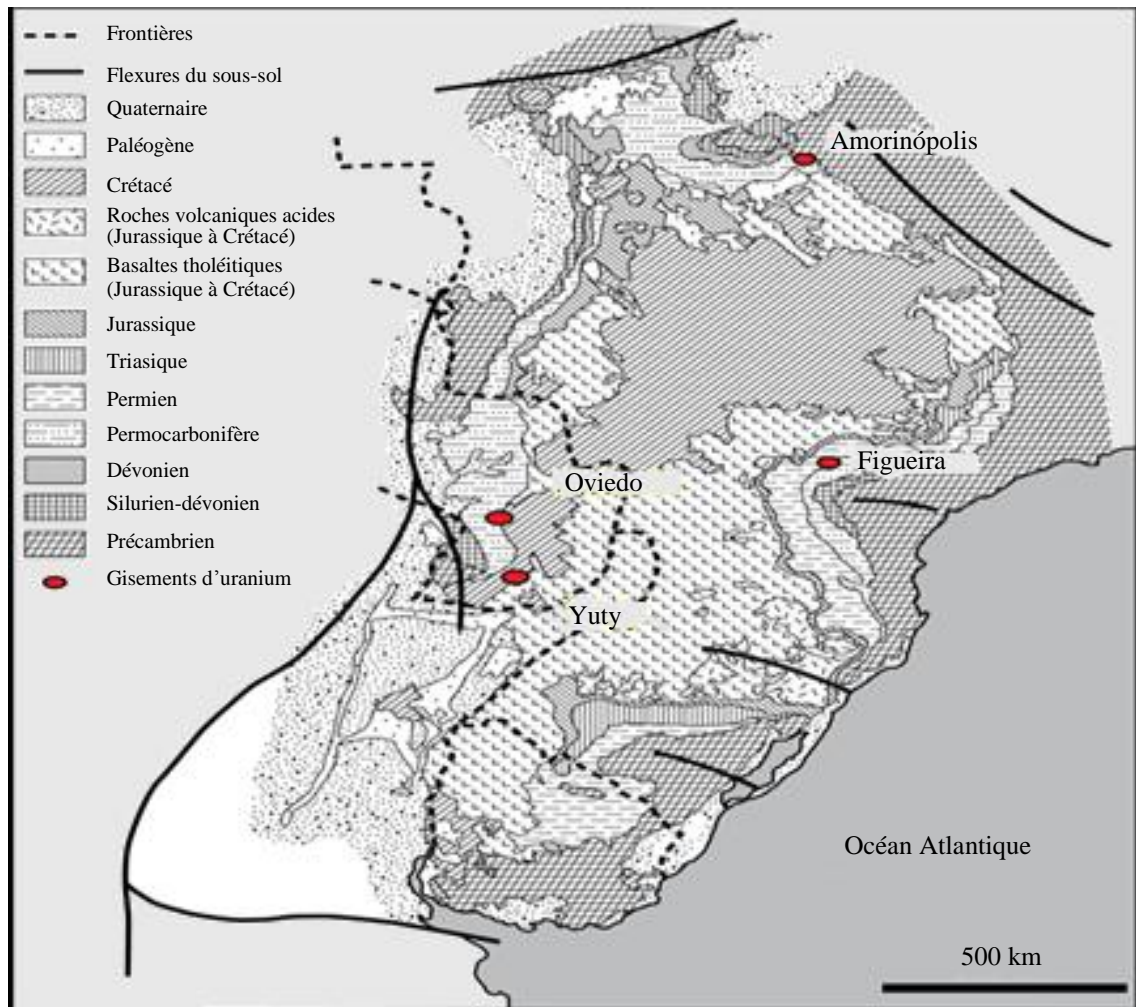 Frontières
Flexures du sous-sol
Quaternaire
Paléogène
Crétacé
Roches volcaniques acides
(Jurassique à Crétacé)
Basaltes tholéitiques
(Jurassique à Crétacé)
Jurassique
Triasique
Permien
Permocarbonifère
Dévonien
Silurien-dévonien
Précambrien
Gisements d’uranium
Amorinópolis
Figueira
Oviedo
Yuty
Océan Atlantique
500 km